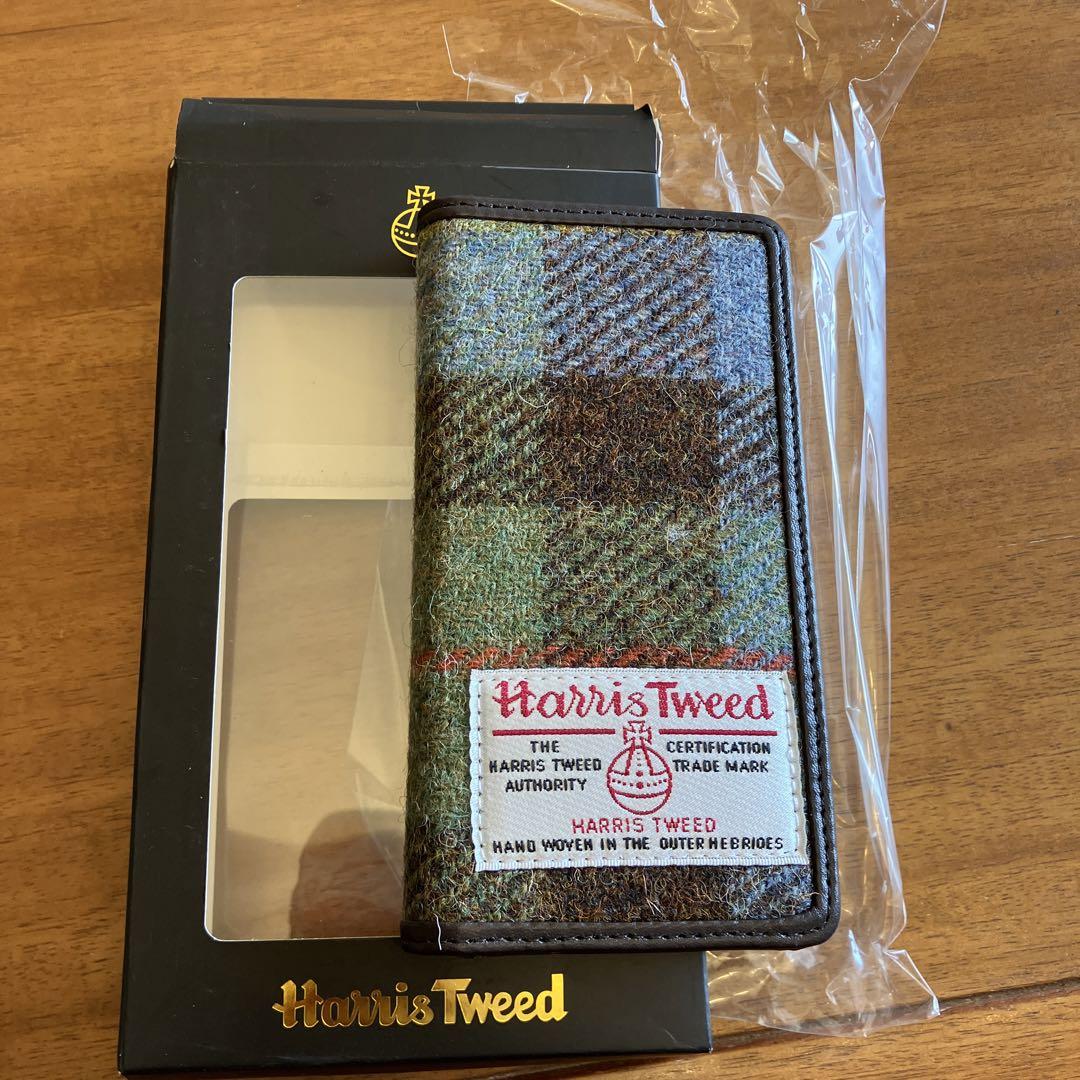 Harris Tweed
THE HARRIS TWEED AUTHORITY
CERTIFICATION TRADE MARK
HARRIS TWEED
HAND WOVEN IN THE OUTER HEBRIDES
Harris Tweed